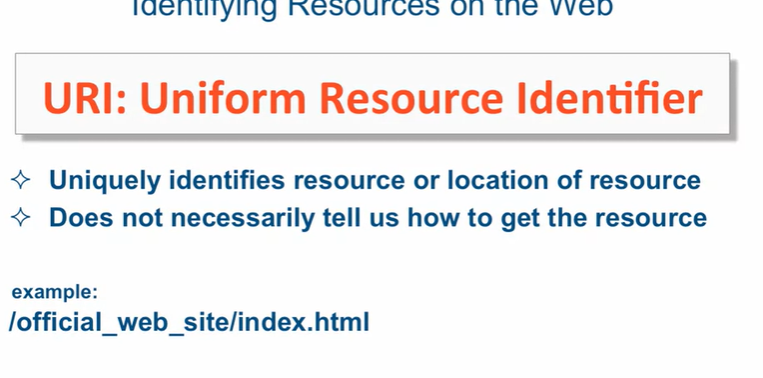 Identifying Resources on the Web
URI: Uniform Resource Identifier
Uniquely identifies resource or location of resource
Does not necessarily tell us how to get the resource
example:
/official_web_site/index.html